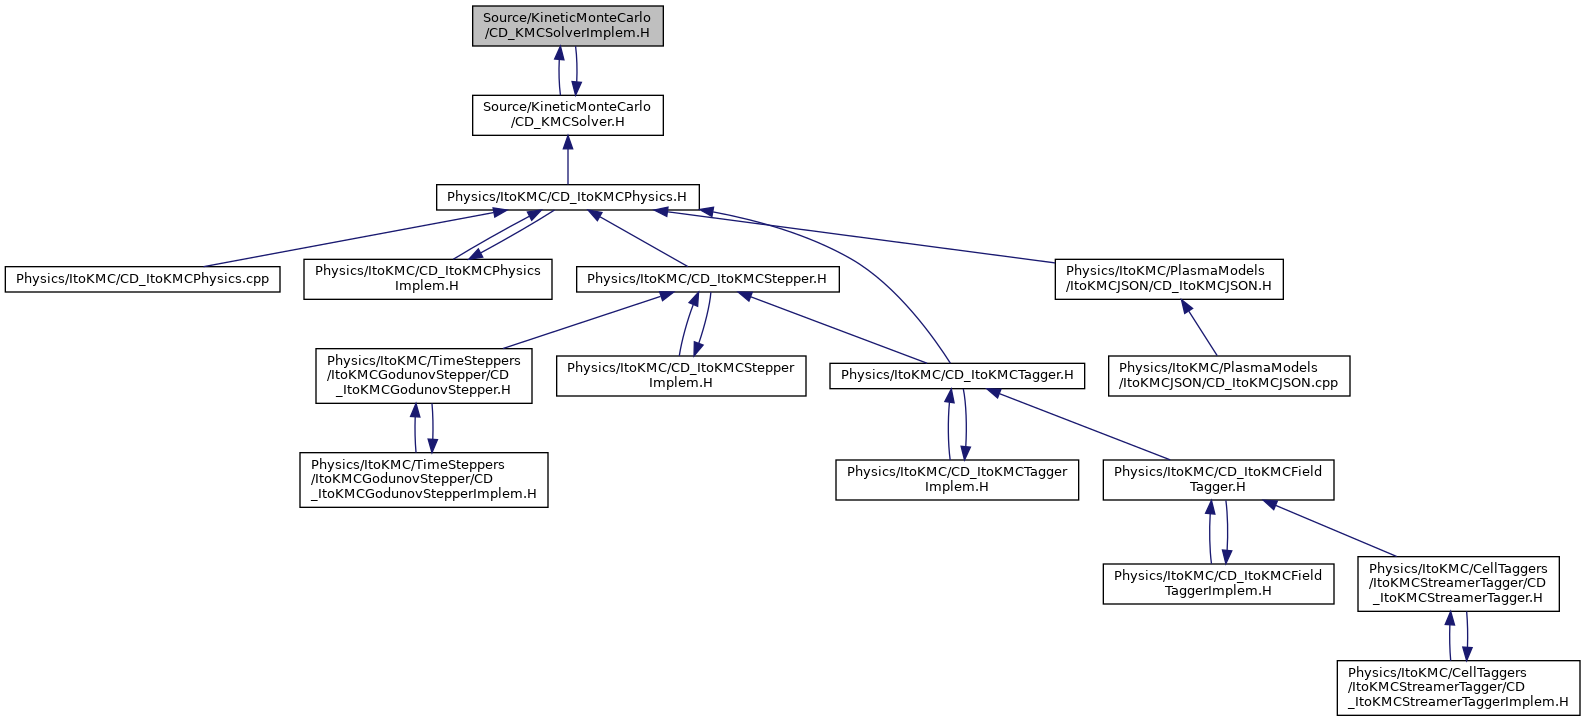 Source/KineticMonteCarlo
/CD_KMCSolverImplem.H
Source/KineticMonteCarlo
/CD_KMCSolver.H
Physics/ItoKMC/CD_ItoKMCPhysics.H
Physics/ItoKMC/CD_ItoKMCPhysics.cpp
Physics/ItoKMC/CD_ItoKMCPhysics
Implem.H
Physics/ItoKMC/CD_ItoKMCStepper.H
Physics/ItoKMC/PlasmaModels
/ItoKMCJSON/CD_ItoKMCJSON.H
Physics/ItoKMC/TimeSteppers
/ItoKMCGodunovStepper/CD
_ItoKMCGodunovStepper.H
Physics/ItoKMC/CD_ItoKMCStepper
Implem.H
Physics/ItoKMC/CD_ItoKMCTagger.H
Physics/ItoKMC/PlasmaModels
/ItoKMCJSON/CD_ItoKMCJSON.cpp
Physics/ItoKMC/TimeSteppers
/ItoKMCGodunovStepper/CD
_ItoKMCGodunovStepperImplem.H
Physics/ItoKMC/CD_ItoKMCTagger
Implem.H
Physics/ItoKMC/CD_ItoKMCField
Tagger.H
Physics/ItoKMC/CD_ItoKMCField
TaggerImplem.H
Physics/ItoKMC/CellTaggers
/ItoKMCStreamerTagger/CD
_ItoKMCStreamerTagger.H
Physics/ItoKMC/CellTaggers
/ItoKMCStreamerTagger/CD
_ItoKMCStreamerTaggerImplem.H